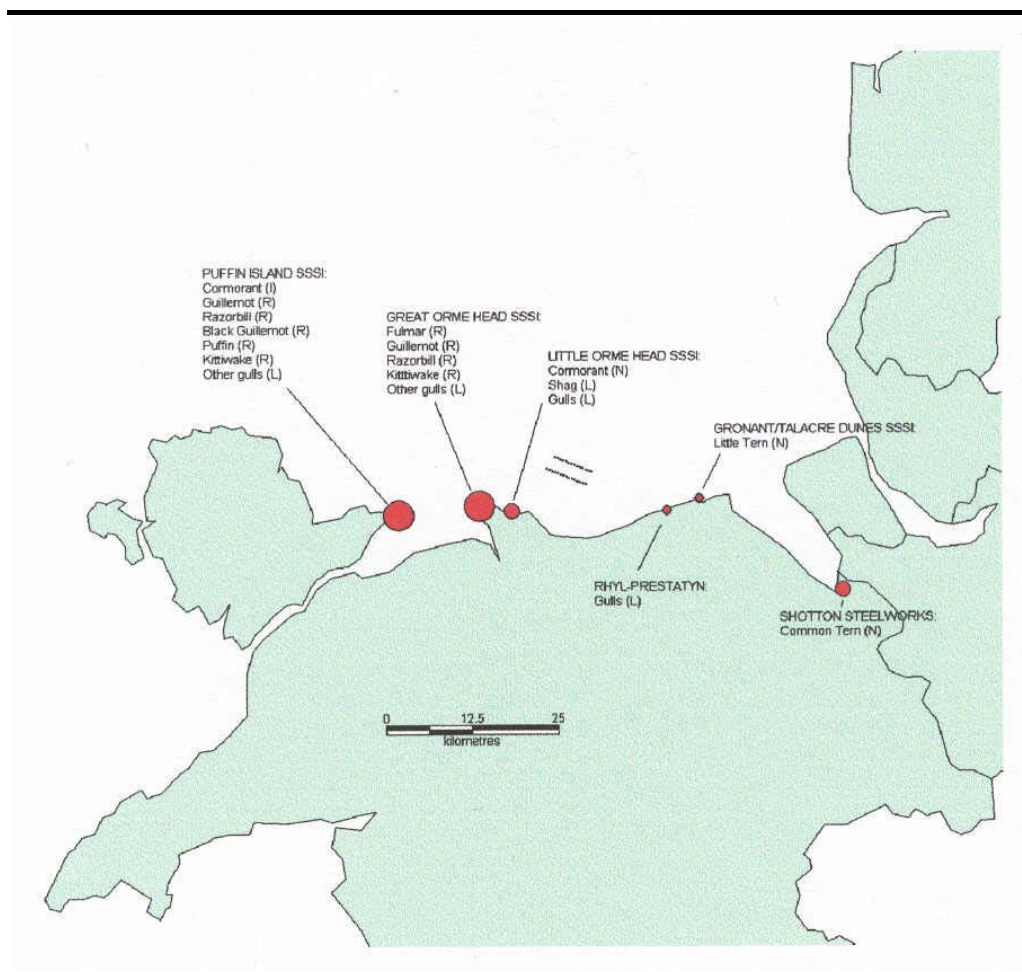 PUFFIN ISLAND SSSI:
Cormorant (I)
Guillemot (R)
Razorbill (R)
Black Guillemot (R)
Puffin (R)
Kittiwake (R)
Other gulls (L)
GREAT ORME HEAD SSSI:
Fulmar (R)
Guillemot (R)
Razorbill (R)
Kitttiwake (R)
Other gulls (L)
LITTLE ORME HEAD SSSI:
Cormorant (N)
Shag (L)
Gulls (L)
GRONANT/TALACRE DUNES SSSI:
Little Tern (N)
RHYL-PRESTATYN:
Gulls (L)
SHOTTON STEELWORKS:
Common Tern (N)
0 12.5 25
kilometres